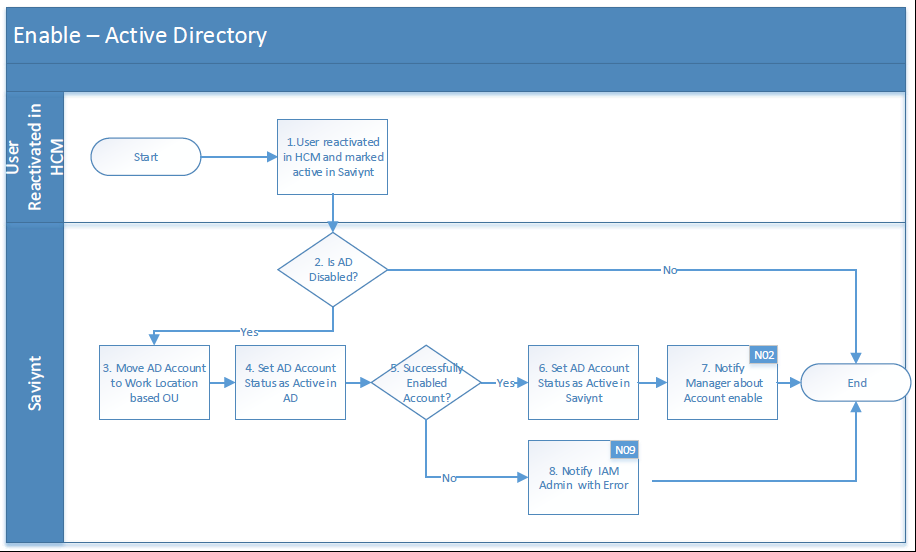 Enable – Active Directory
User
Reactivated in
HCM
Start
1.User reactivated
in HCM and marked
active in Saviynt
Saviynt
2. Is AD
Disabled?
No
Yes
3. Move AD Account
to Work Location
based OU
4. Set AD Account
Status as Active in
AD
5. Successfully
Enabled
Account?
Yes
6. Set AD Account
Status as Active in
Saviynt
N02
7. Notify
Manager about
Account enable
End
No
N09
8. Notify IAM
Admin with Error